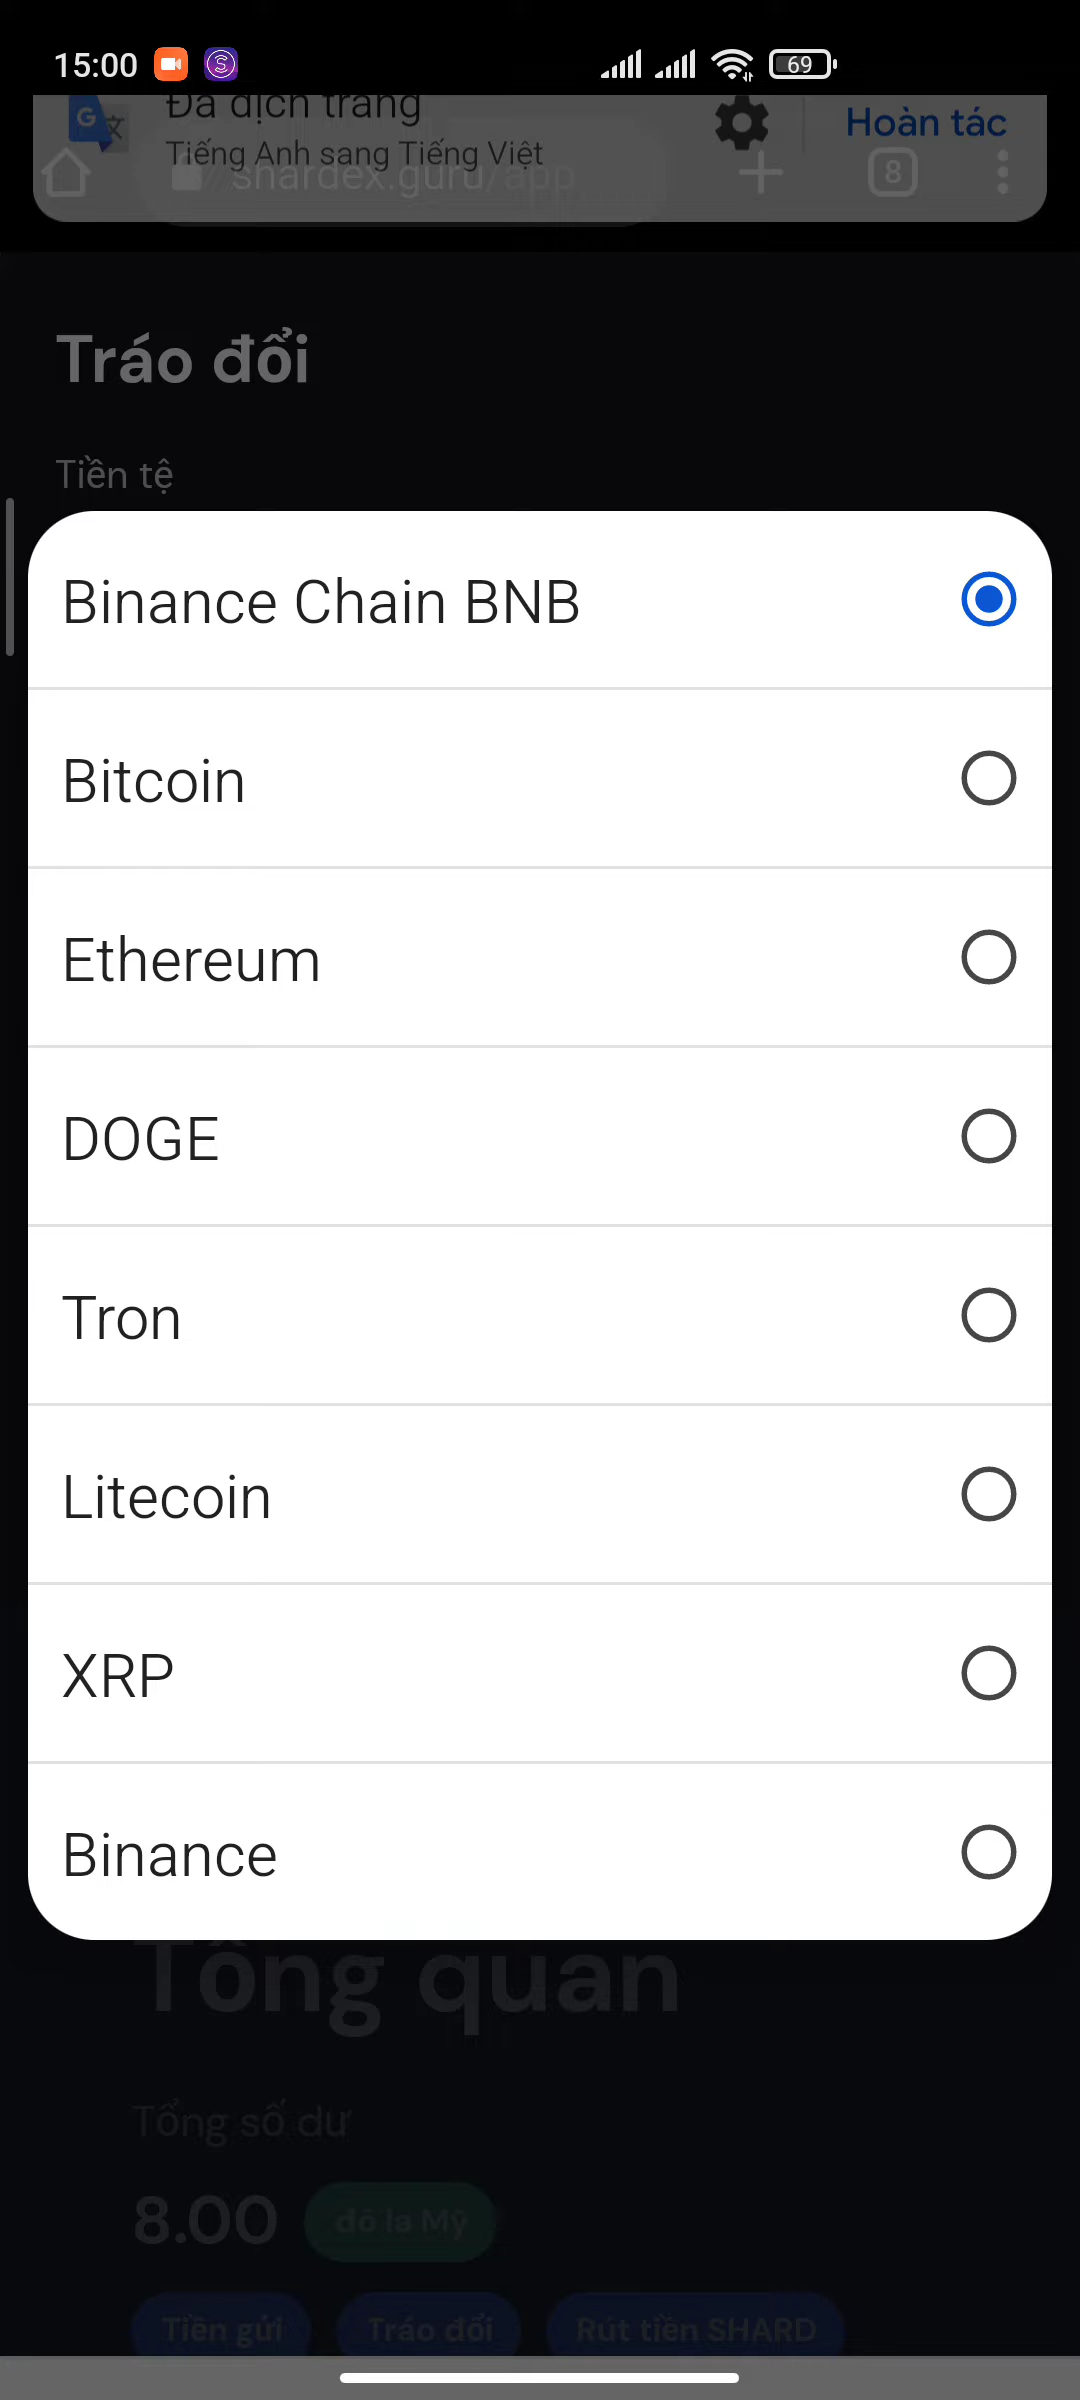 15:00
69
Đã dịch trang
Hoàn tác
Tiếng Anh sang Tiếng Việt
shardex.guru/app
8
Tráo đổi
Tiền tệ
Binance Chain BNB
Bitcoin
Ethereum
DOGE
Tron
Litecoin
XRP
Binance
Tổng quan
Tổng số dư
8.00 đô la Mỹ
Tiền gửi Tráo đổi Rút tiền SHARD